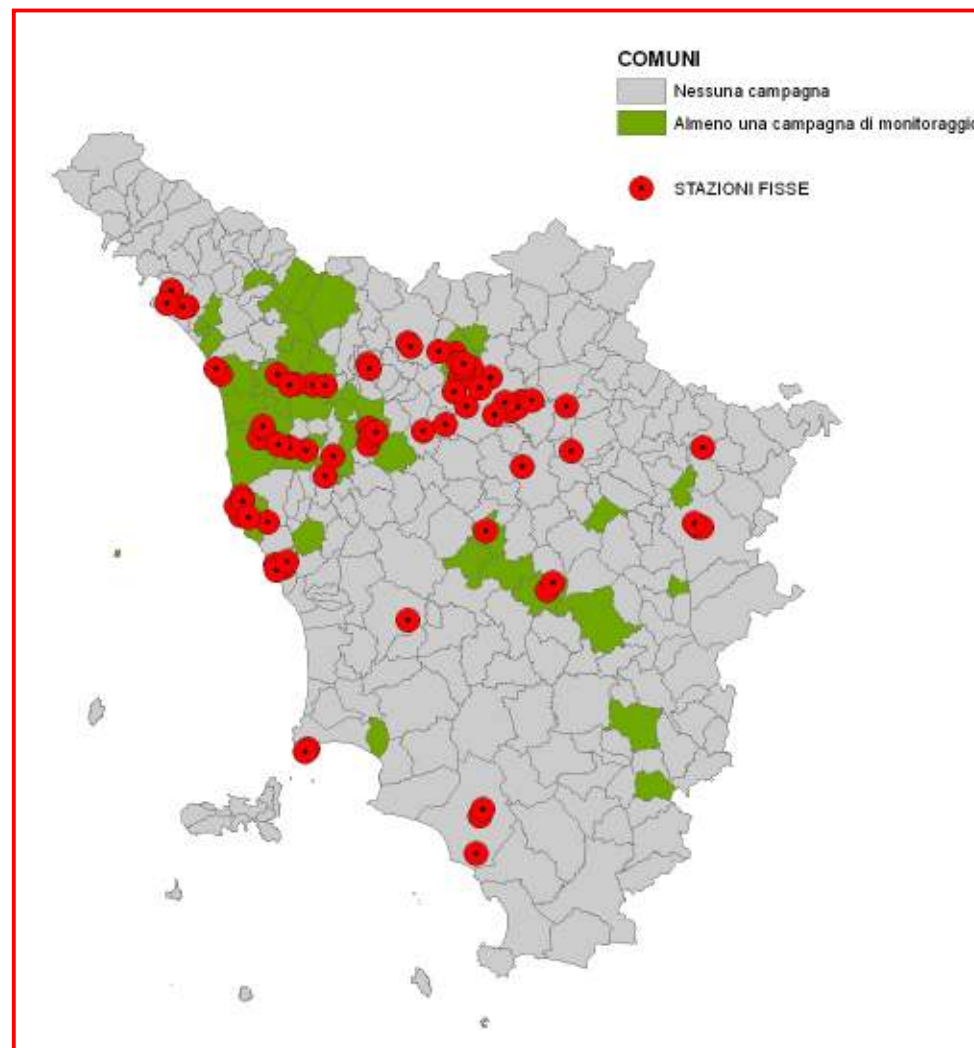 COMUNI
Nessuna campagna
Almeno una campagna di monitoraggio
STAZIONI FISSE